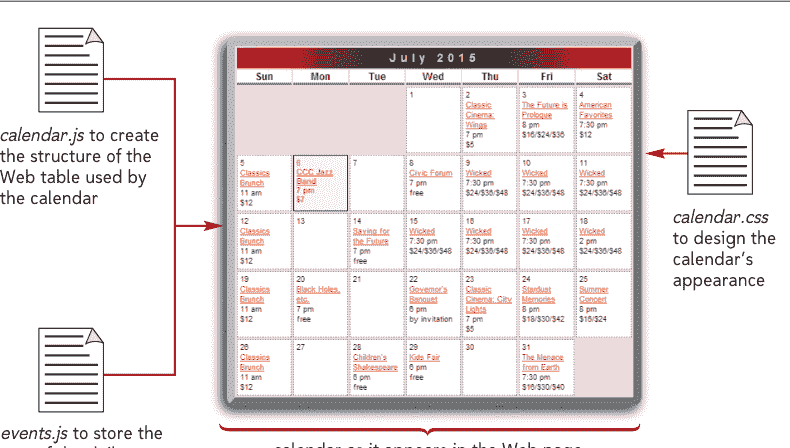 calendar.js to create
the structure of the
Web table used by
the calendar
July 2015
Sun Mon Tue Wed Thu Fri Sat
1
2
Classic
Cinema:
Wings
7 pm
$5
3
The Future is
Prologue
8 pm
$16/$24/$36
4
American
Favorites
7:30 pm
$12
5
Classics
Brunch
11 am
$12
6
CCC Jazz
Band
7 pm
$7
7
8
Civic Forum
7 pm
free
9
Wicked
7:30 pm
$24/$36/$48
10
Wicked
7:30 pm
$24/$36/$48
11
Wicked
7:30 pm
$24/$36/$48
12
Classics
Brunch
11 am
$12
13
14
Saving for
the Future
7 pm
free
15
Wicked
7:30 pm
$24/$36/$48
16
Wicked
7:30 pm
$24/$36/$48
17
Wicked
7:30 pm
$24/$36/$48
18
Wicked
2 pm
$24/$36/$48
19
Classics
Brunch
11 am
$12
20
Black Holes,
etc.
7 pm
free
21
22
Governor's
Banquet
6 pm
by invitation
23
Classic
Cinema: City
Lights
7 pm
$5
24
Stardust
Memories
8 pm
$18/$30/$42
25
Summer
Concert
8 pm
$16/$24
26
Classics
Brunch
11 am
$12
27
28
Children's
Shakespeare
6 pm
free
29
Kids Fair
6 pm
free
30
31
The Menace
from Earth
7:30 pm
$16/$30/$40
calendar.css
to design the
calendar's
appearance
events.js to store the
calendar as it appears in the Web page